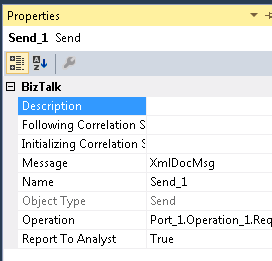 Properties
Send_1 Send
BizTalk
Description
Following Correlation S
Initializing Correlation S
Message XmlDocMsg
Name Send_1
Object Type Send
Operation Port_1.Operation_1.Req
Report To Analyst True